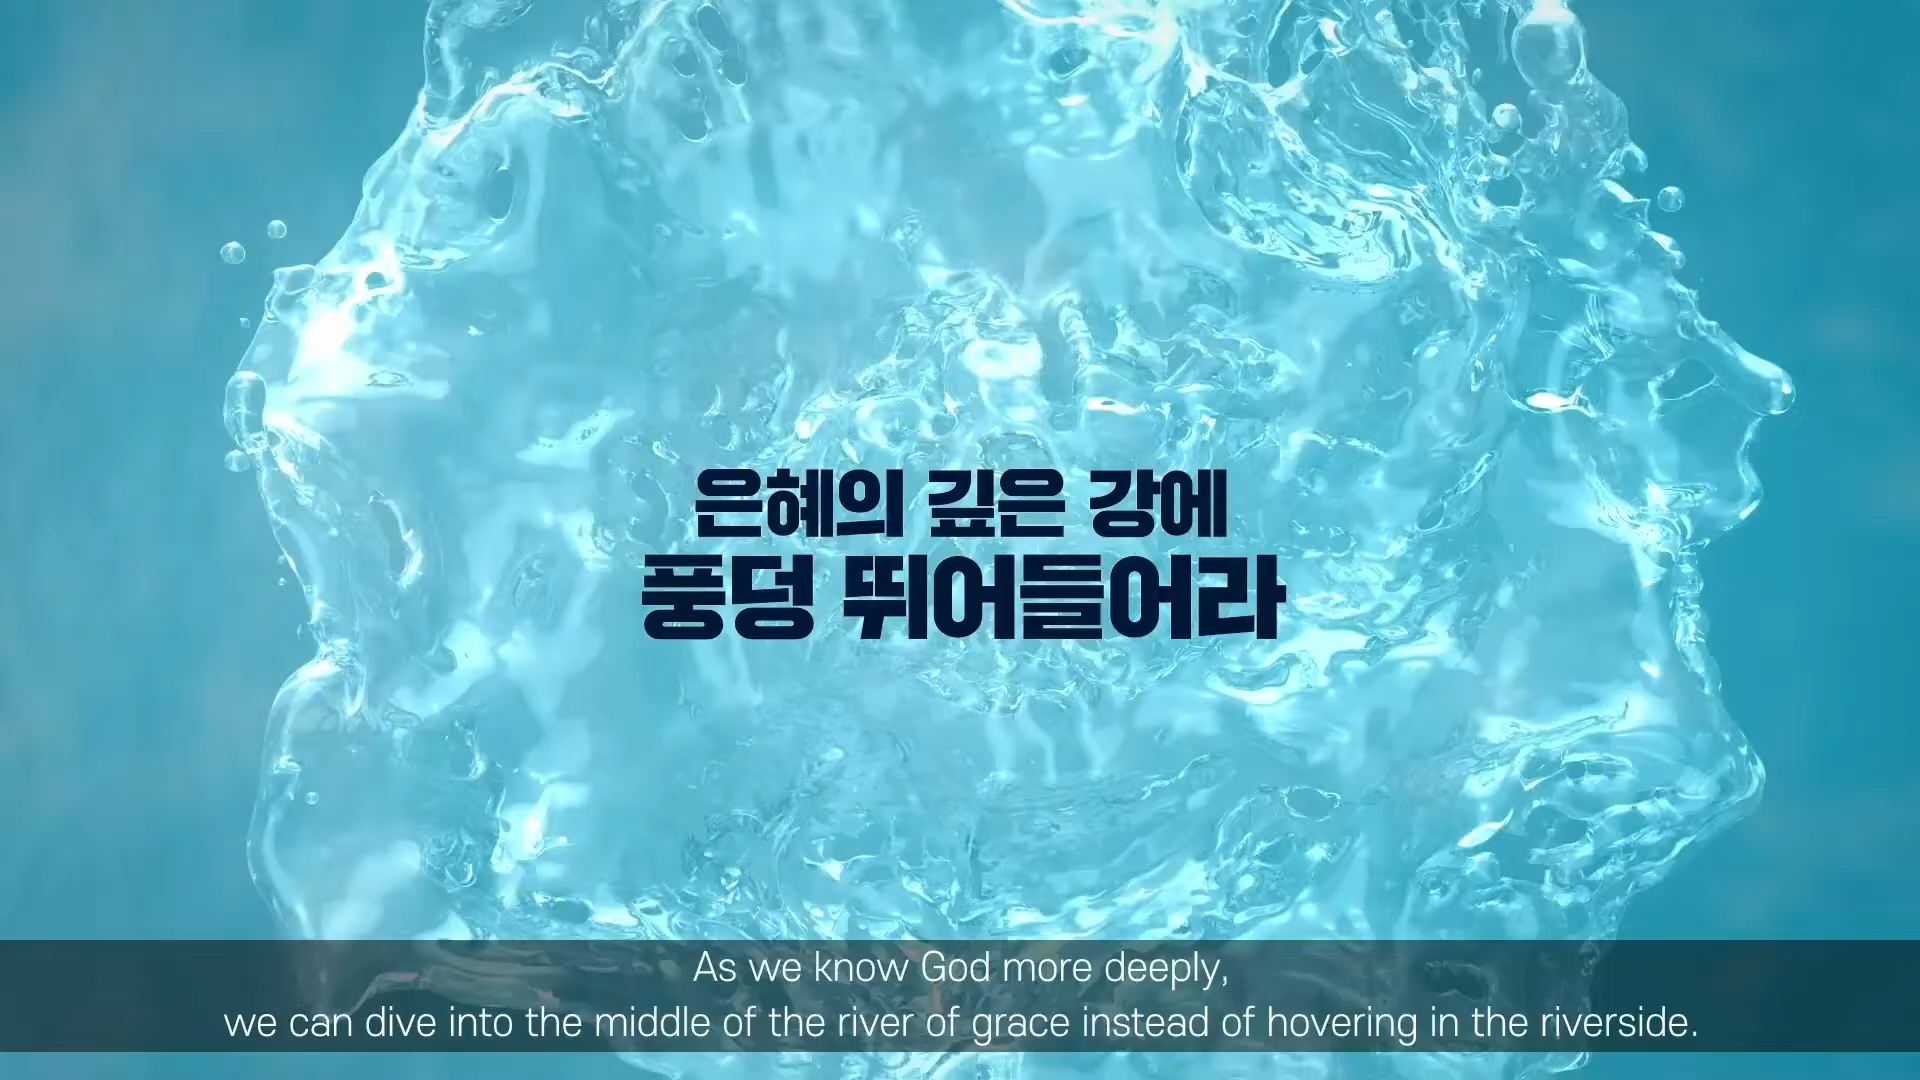 은혜의 깊은 강에
풍덩 뛰어들어라
As we know God more deeply,
we can dive into the middle of the river of grace instead of hovering in the riverside.